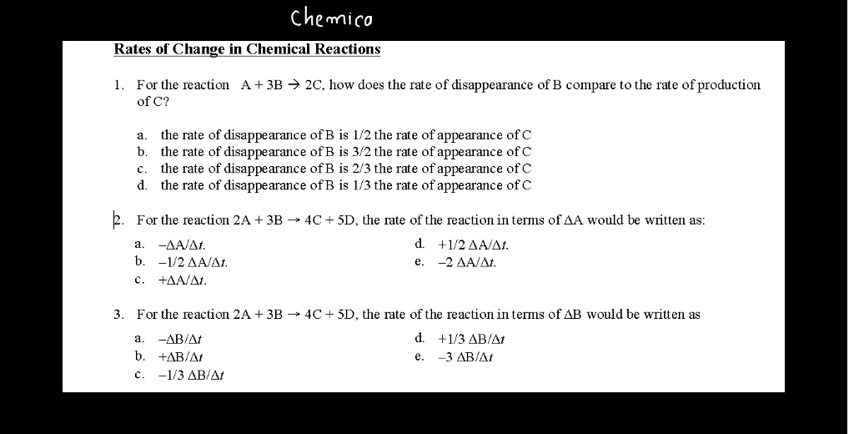 Chemica
Rates of Change in Chemical Reactions
1. For the reaction A + 3B → 2C, how does the rate of disappearance of B compare to the rate of production
of C?
a. the rate of disappearance of B is 1/2 the rate of appearance of C
b. the rate of disappearance of B is 3/2 the rate of appearance of C
c. the rate of disappearance of B is 2/3 the rate of appearance of C
d. the rate of disappearance of B is 1/3 the rate of appearance of C
2. For the reaction 2A + 3B → 4C + 5D, the rate of the reaction in terms of ΔA would be written as:
a. −ΔA/Δt. d. +1/2 ΔA/Δt.
b. −1/2 ΔA/Δt. e. −2 ΔA/Δt.
c. +ΔA/Δt.
3. For the reaction 2A + 3B → 4C + 5D, the rate of the reaction in terms of ΔB would be written as
a. −ΔB/Δt d. +1/3 ΔB/Δt
b. +ΔB/Δt e. −3 ΔB/Δt
c. −1/3 ΔB/Δt